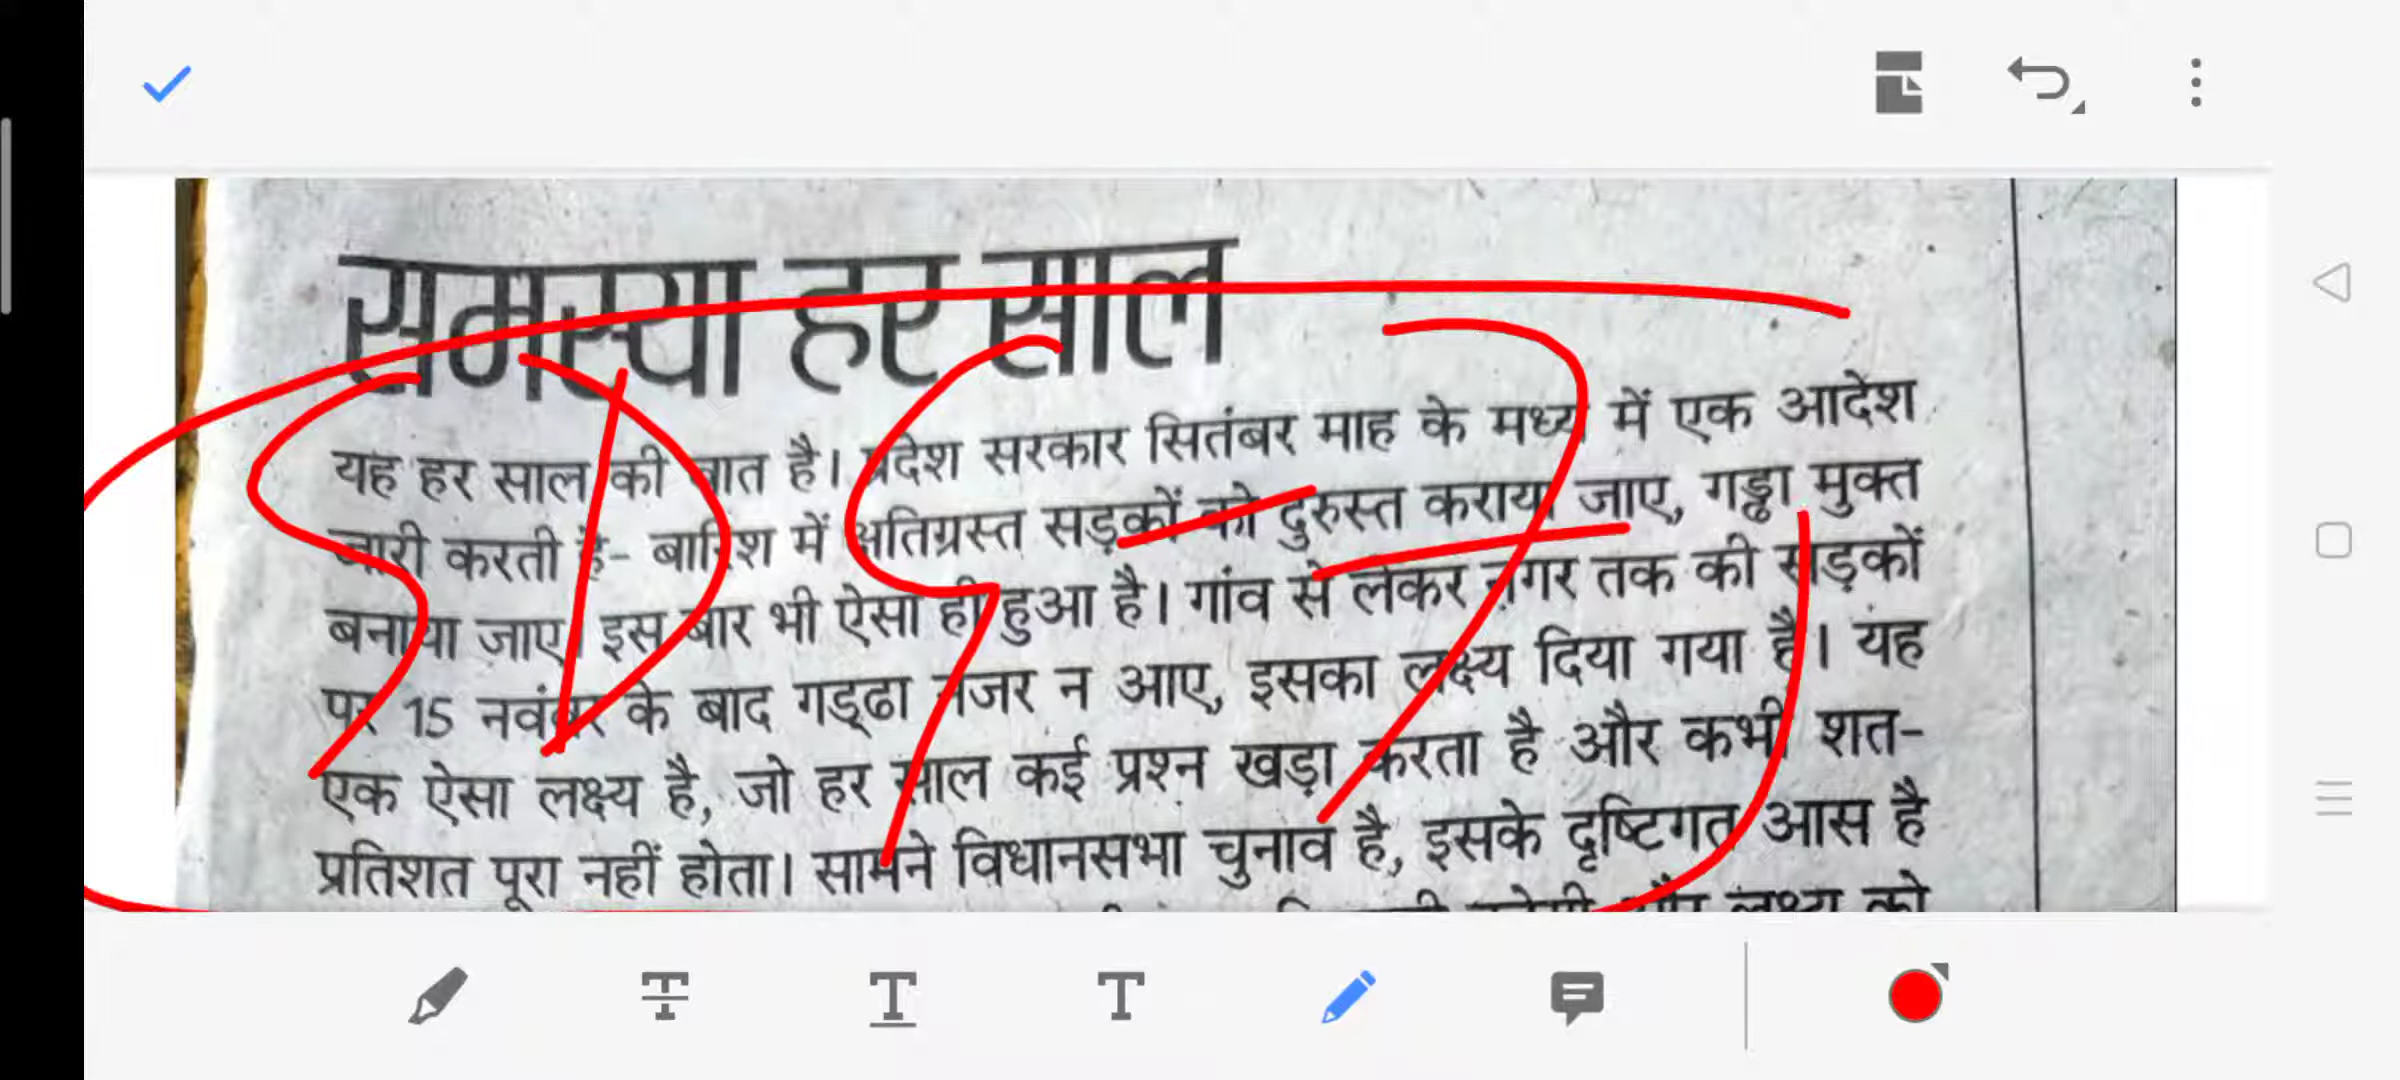 समस्या हर साल
यह हर साल की बात है। प्रदेश सरकार सितंबर माह के मध्य में एक आदेश
जारी करती है- बारिश में क्षतिग्रस्त सड़कों को दुरुस्त कराया जाए, गड्ढा मुक्त
बनाया जाए। इस बार भी ऐसा ही हुआ है। गांव से लेकर नगर तक की सड़कों
पर 15 नवंबर के बाद गड्ढा नजर न आए, इसका लक्ष्य दिया गया है। यह
एक ऐसा लक्ष्य है, जो हर साल कई प्रश्न खड़ा करता है और कभी शत-
प्रतिशत पूरा नहीं होता। सामने विधानसभा चुनाव है, इसके दृष्टिगत आस है
और लक्ष्य को